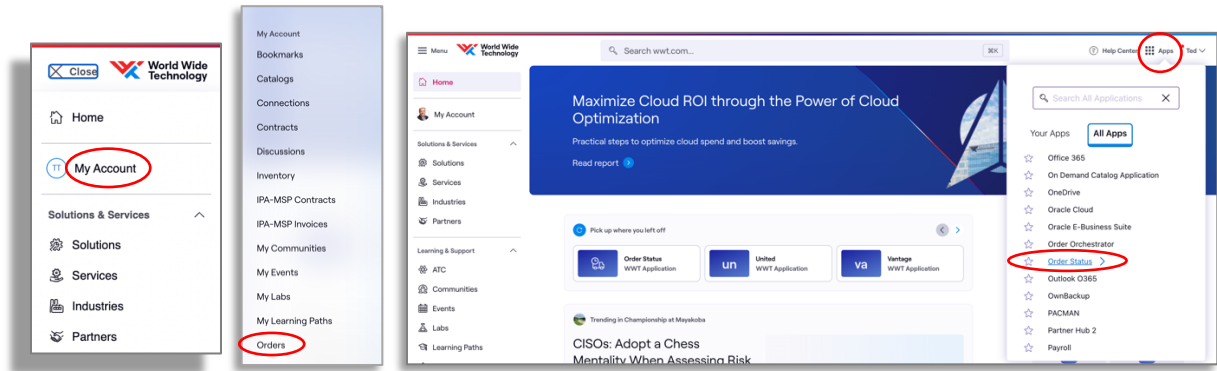 Close
World Wide
Technology
Home
TT
My Account
Solutions & Services
Solutions
Services
Industries
Partners
My Account
Bookmarks
Catalogs
Connections
Contracts
Discussions
Inventory
IPA-MSP Contracts
IPA-MSP Invoices
My Communities
My Events
My Labs
My Learning Paths
Orders
Menu
World Wide
Technology
Search wwt.com...
⌘K
Help Center
Apps
Ted
Home
My Account
Solutions & Services
Solutions
Services
Industries
Partners
Learning & Support
ATC
Communities
Events
Labs
Learning Paths
Maximize Cloud ROI through the Power of Cloud
Optimization
Practical steps to optimize cloud spend and boost savings.
Read report
Pick up where you left off
Order Status
WWT Application
un
United
WWT Application
va
Vantage
WWT Application
Trending in Championship at Mayakoba
CISOs: Adopt a Chess
Mentality When Assessing Risk
Search All Applications
Your Apps
All Apps
Office 365
On Demand Catalog Application
OneDrive
Oracle Cloud
Oracle E-Business Suite
Order Orchestrator
Order Status
Outlook O365
OwnBackup
PACMAN
Partner Hub 2
Payroll